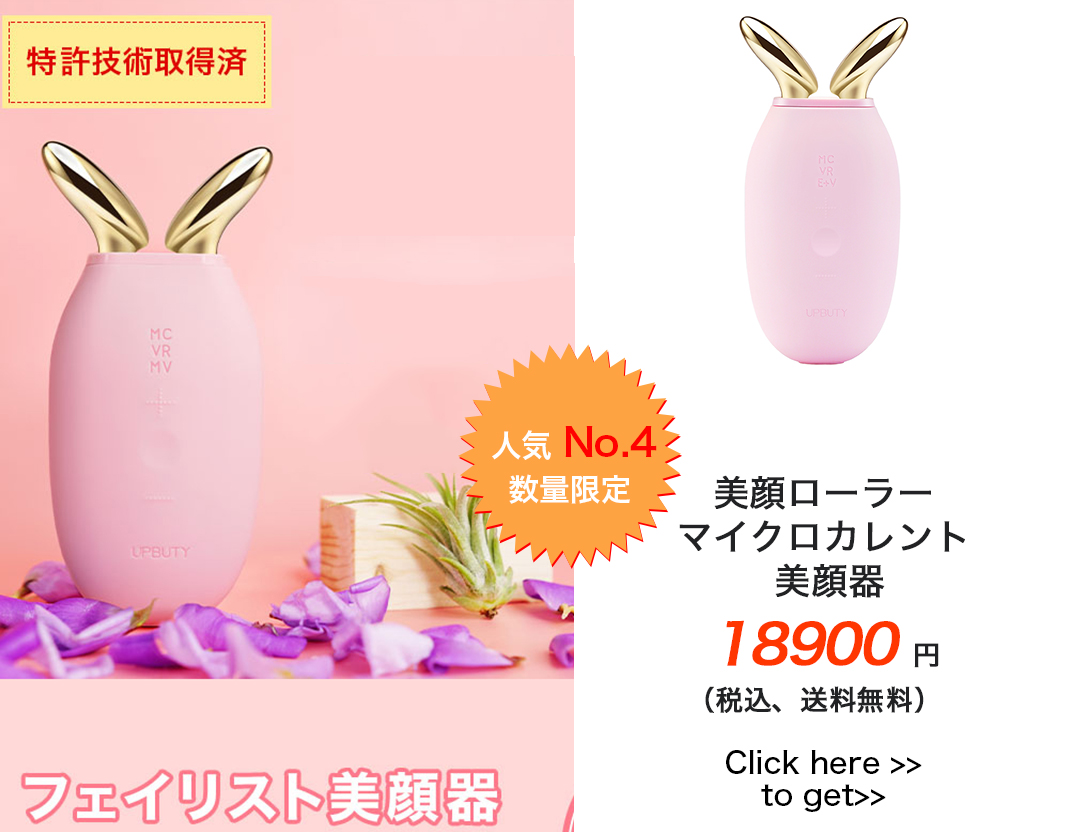 特許技術取得済
MC
VR
MV
UPBUTY
フェイリスト美顔器
人気 No.4
数量限定
MC
VR
E+V
UPBUTY
美顔ローラー
マイクロカレント
美顔器
18900 円
（税込、送料無料）
Click here >>
to get>>